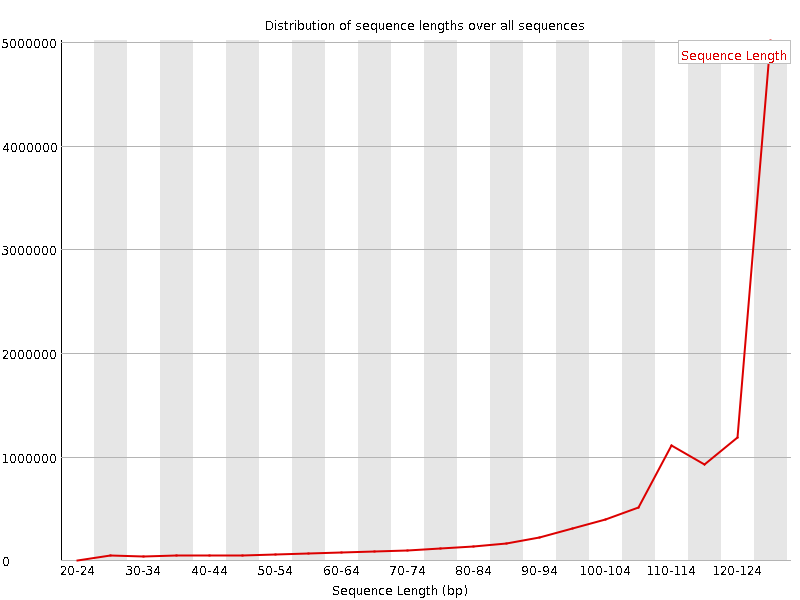 Distribution of sequence lengths over all sequences
Sequence Length
5000000
4000000
3000000
2000000
1000000
0
20-24 30-34 40-44 50-54 60-64 70-74 80-84 90-94 100-104 110-114 120-124
Sequence Length (bp)